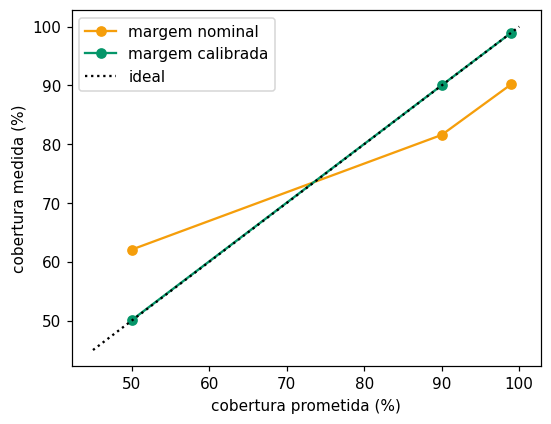 margem nominal
margem calibrada
ideal
cobertura medida (%)
100
90
80
70
60
50
50
60
70
80
90
100
cobertura prometida (%)